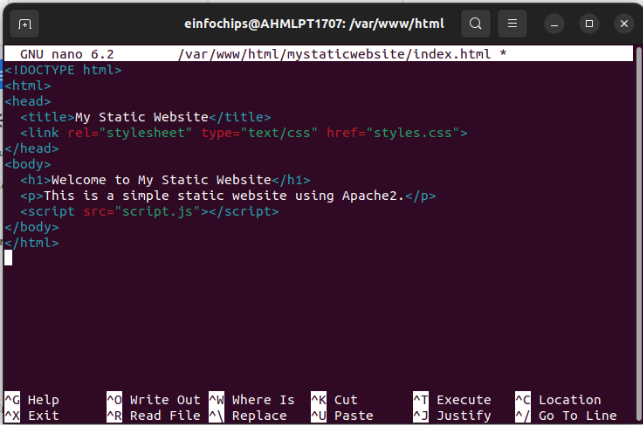 einfochips@AHMLPT1707: /var/www/html
GNU nano 6.2 /var/www/html/mystaticwebsite/index.html *
<!DOCTYPE html>
<html>
<head>
  <title>My Static Website</title>
  <link rel="stylesheet" type="text/css" href="styles.css">
</head>
<body>
  <h1>Welcome to My Static Website</h1>
  <p>This is a simple static website using Apache2.</p>
  <script src="script.js"></script>
</body>
</html>
^G Help ^O Write Out ^W Where Is ^K Cut ^T Execute ^C Location
^X Exit ^R Read File ^\ Replace ^U Paste ^J Justify ^/ Go To Line